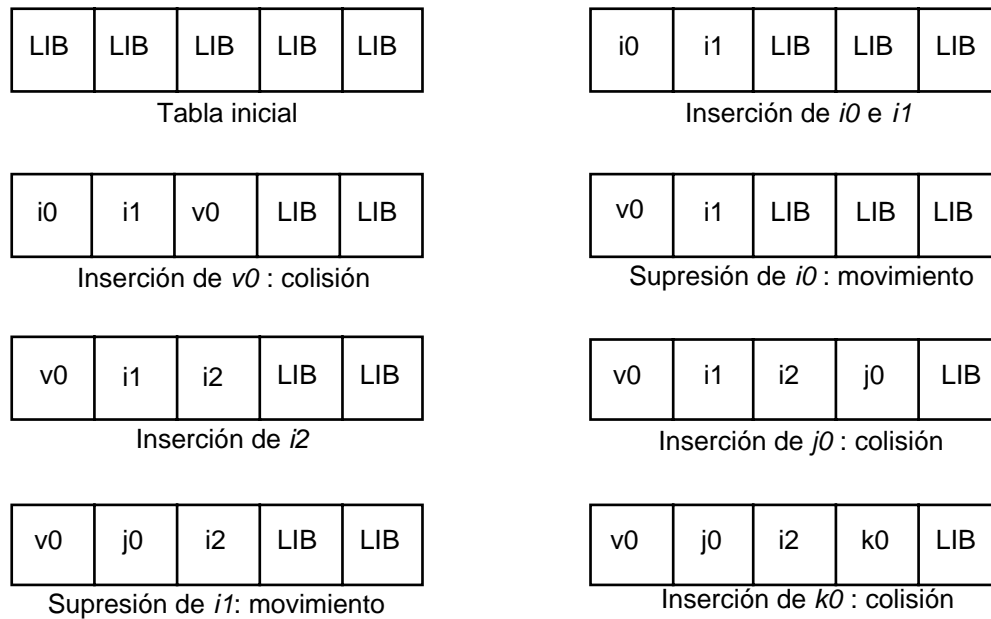 LIB LIB LIB LIB LIB
Tabla inicial
i0 i1 LIB LIB LIB
Inserción de i0 e i1
i0 i1 v0 LIB LIB
Inserción de v0 : colisión
v0 i1 LIB LIB LIB
Supresión de i0 : movimiento
v0 i1 i2 LIB LIB
Inserción de i2
v0 i1 i2 j0 LIB
Inserción de j0 : colisión
v0 j0 i2 LIB LIB
Supresión de i1: movimiento
v0 j0 i2 k0 LIB
Inserción de k0 : colisión